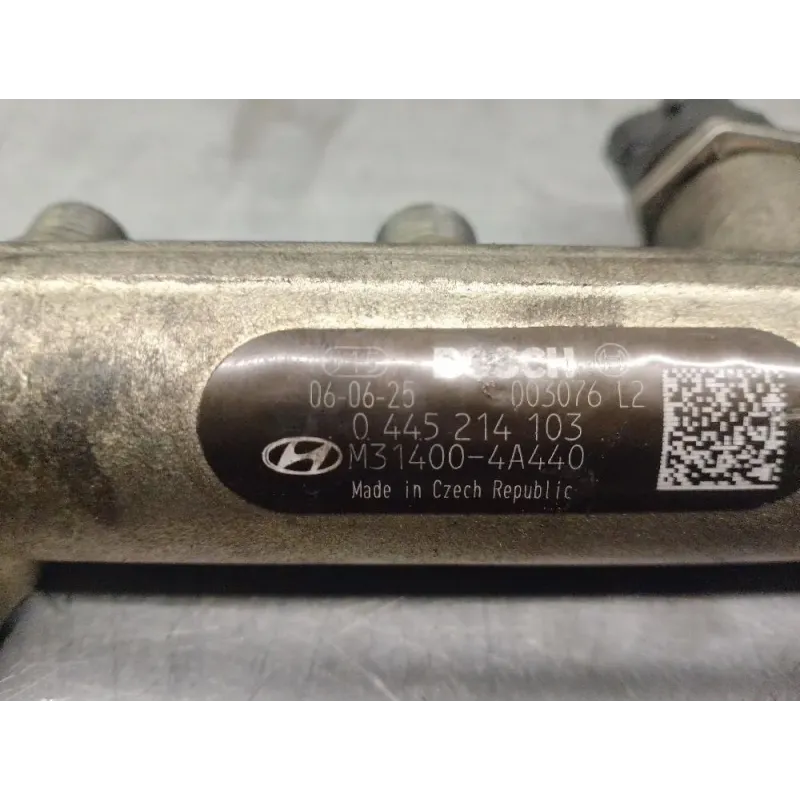 BOSCH
06-06-25 003076 L2
0 445 214 103
M31400-4A440
Made in Czech Republic